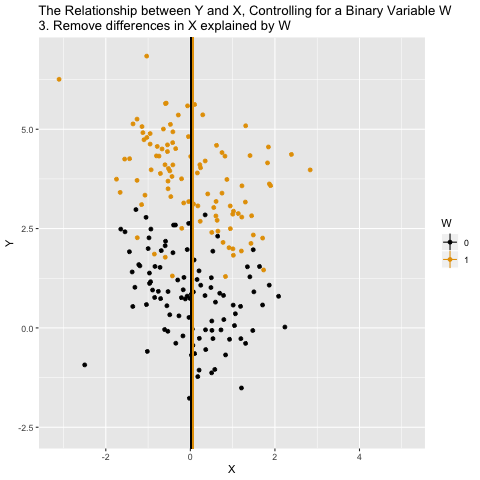 The Relationship between Y and X, Controlling for a Binary Variable W
3. Remove differences in X explained by W
5.0
2.5
0.0
-2.5
Y
-2
0
2
4
X
W
0
1